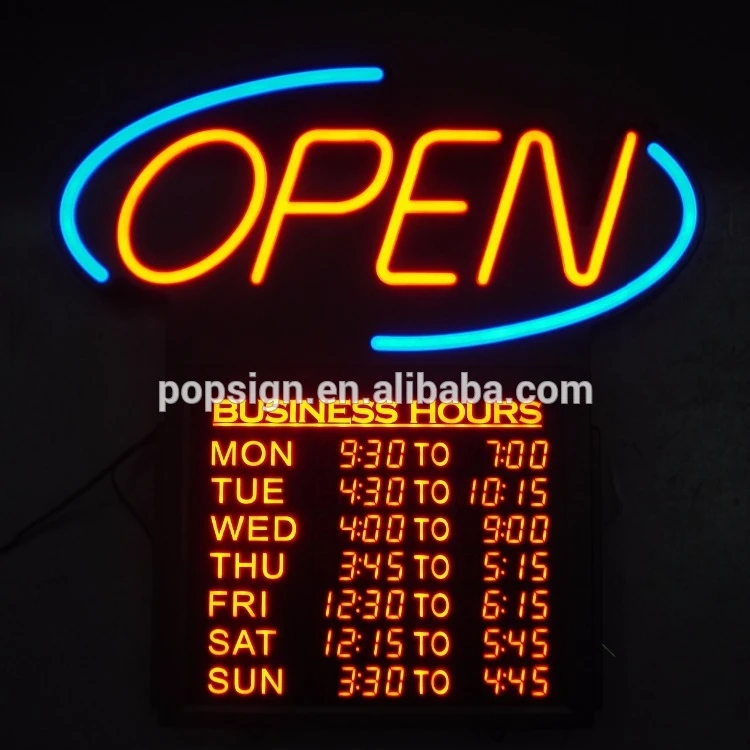 OPEN
popsign.en.alibaba.com
BUSINESS HOURS
MON 9:30 TO 7:00
TUE 4:30 TO 10:15
WED 4:00 TO 9:00
THU 3:45 TO 5:15
FRI 12:30 TO 6:15
SAT 12:15 TO 5:45
SUN 3:30 TO 4:45